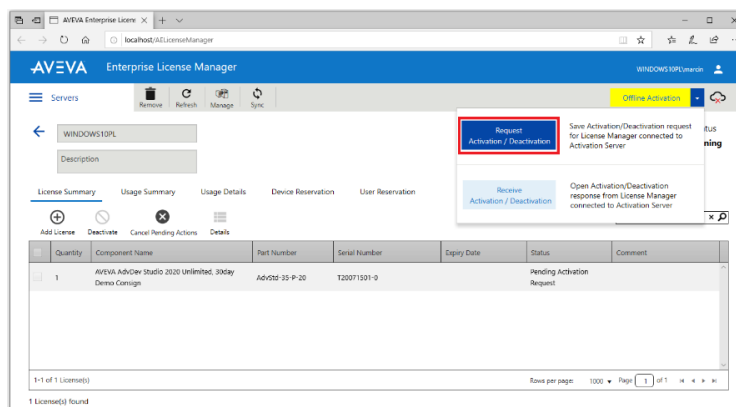 AVEVA Enterprise Licens
localhost/AELicenseManager
AVEVA Enterprise License Manager
WINDOWS10PL\marcin
Servers
Remove Refresh Manage Sync
Offline Activation
WINDOWS10PL
Description
Request
Activation / Deactivation
Save Activation/Deactivation request
for License Manager connected to
Activation Server
Receive
Activation / Deactivation
Open Activation/Deactivation
response from License Manager
connected to Activation Server
License Summary Usage Summary Usage Details Device Reservation User Reservation
Add License Deactivate Cancel Pending Actions Details
Quantity Component Name Part Number Serial Number Expiry Date Status Comment
1 AVEVA AdvDev Studio 2020 Unlimited, 30day
Demo Consign
AdvStd-35-P-20 T20071501-0
Pending Activation
Request
1-1 of 1 License(s)
Rows per page: 1000 Page 1 of 1
1 License(s) found